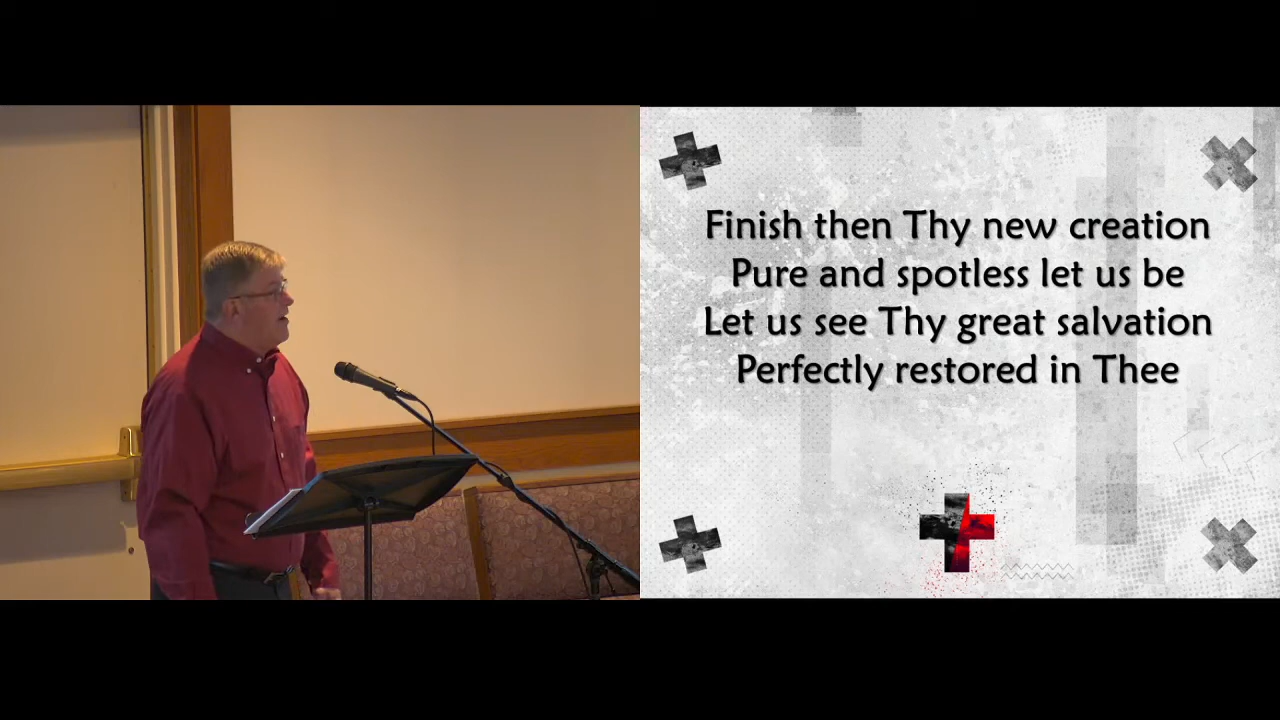 Finish then Thy new creation
Pure and spotless let us be
Let us see Thy great salvation
Perfectly restored in Thee